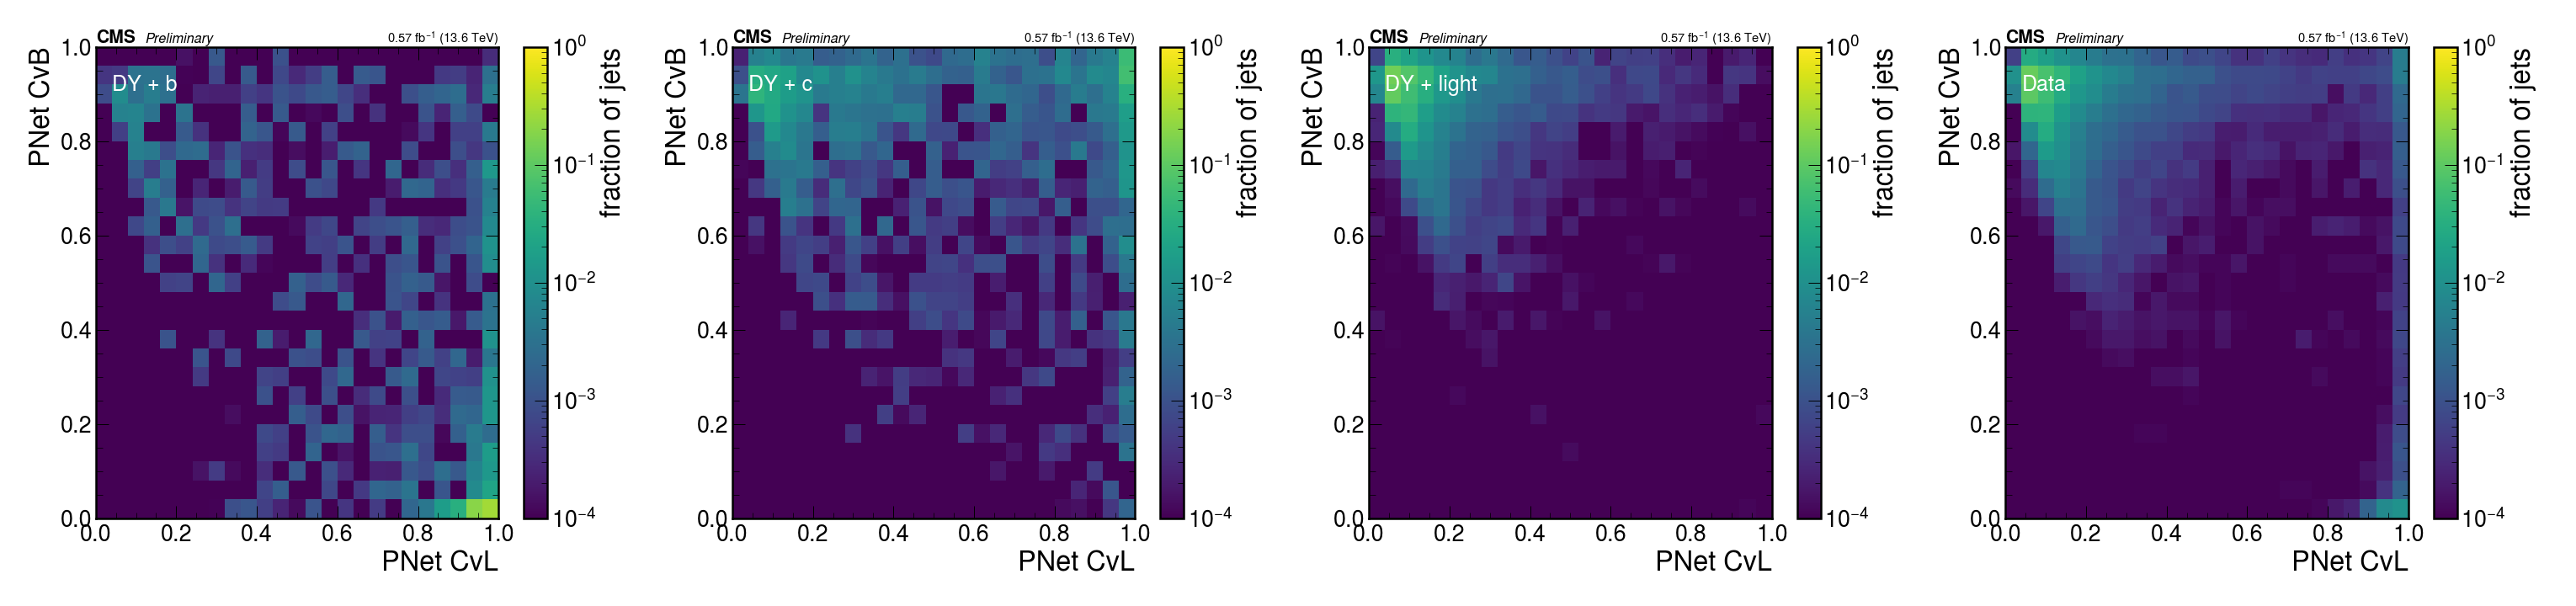 CMS Preliminary 0.57 fb⁻¹ (13.6 TeV)
DY + b
PNet CvB
1.0
0.8
0.6
0.4
0.2
0.0
0.0 0.2 0.4 0.6 0.8 1.0
PNet CvL
10⁰
10⁻¹
10⁻²
10⁻³
10⁻⁴
fraction of jets
CMS Preliminary 0.57 fb⁻¹ (13.6 TeV)
DY + c
PNet CvB
1.0
0.8
0.6
0.4
0.2
0.0
0.0 0.2 0.4 0.6 0.8 1.0
PNet CvL
10⁰
10⁻¹
10⁻²
10⁻³
10⁻⁴
fraction of jets
CMS Preliminary 0.57 fb⁻¹ (13.6 TeV)
DY + light
PNet CvB
1.0
0.8
0.6
0.4
0.2
0.0
0.0 0.2 0.4 0.6 0.8 1.0
PNet CvL
10⁰
10⁻¹
10⁻²
10⁻³
10⁻⁴
fraction of jets
CMS Preliminary 0.57 fb⁻¹ (13.6 TeV)
Data
PNet CvB
1.0
0.8
0.6
0.4
0.2
0.0
0.0 0.2 0.4 0.6 0.8 1.0
PNet CvL
10⁰
10⁻¹
10⁻²
10⁻³
10⁻⁴
fraction of jets